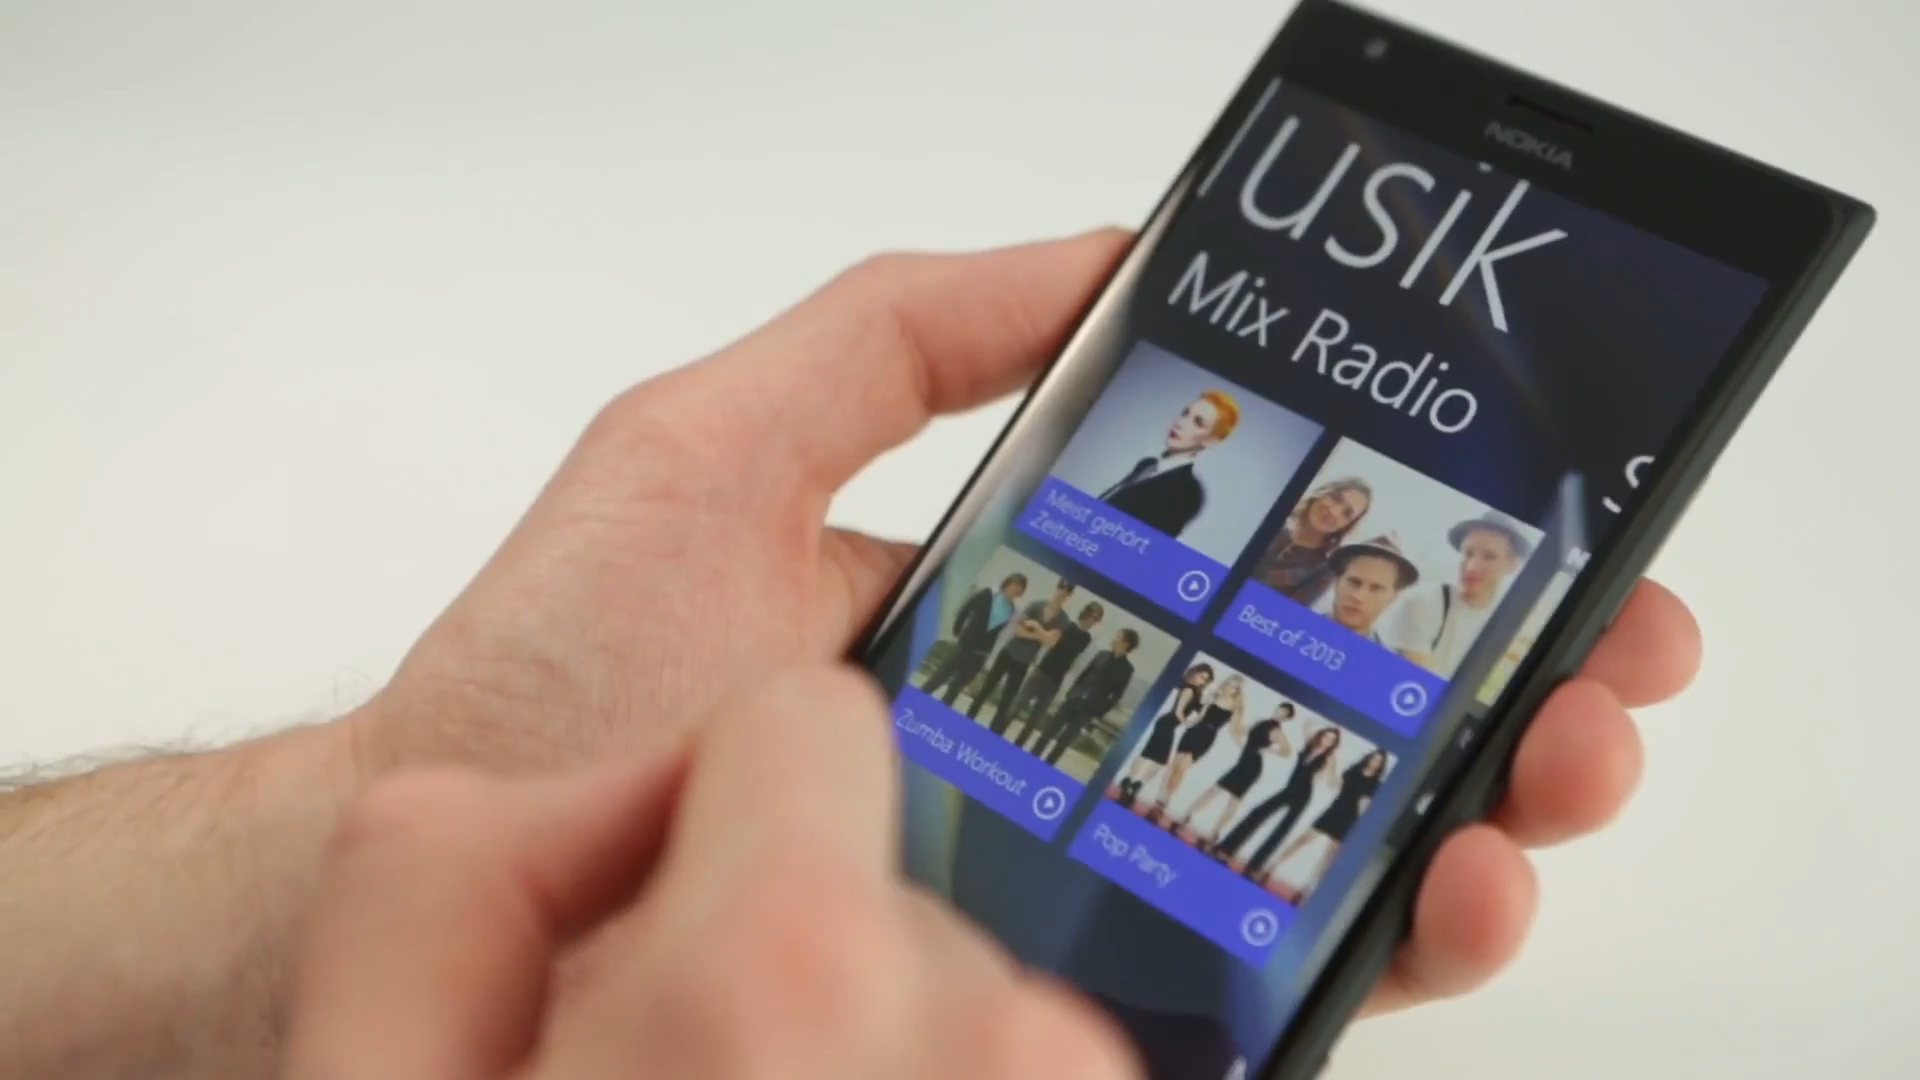 NOKIA
usik
Mix Radio
Meist gehört
Zeitreise
Best of 2013
Zumba Workout
Pop Party